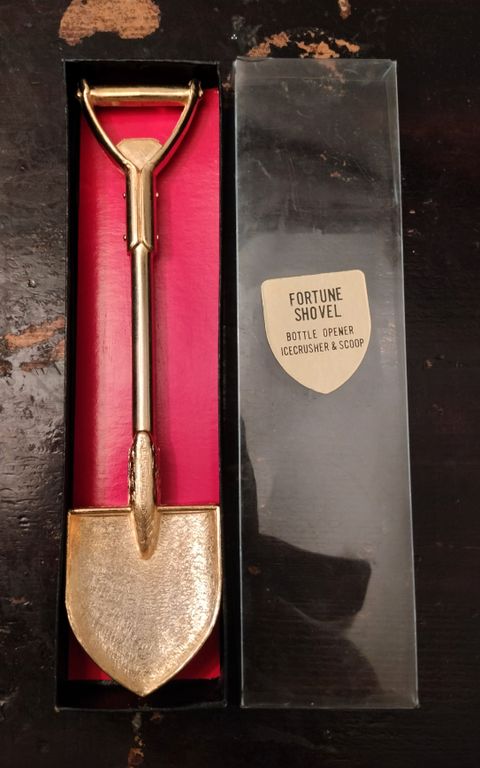 FORTUNE
SHOVEL
BOTTLE OPENER
ICECRUSHER & SCOOP